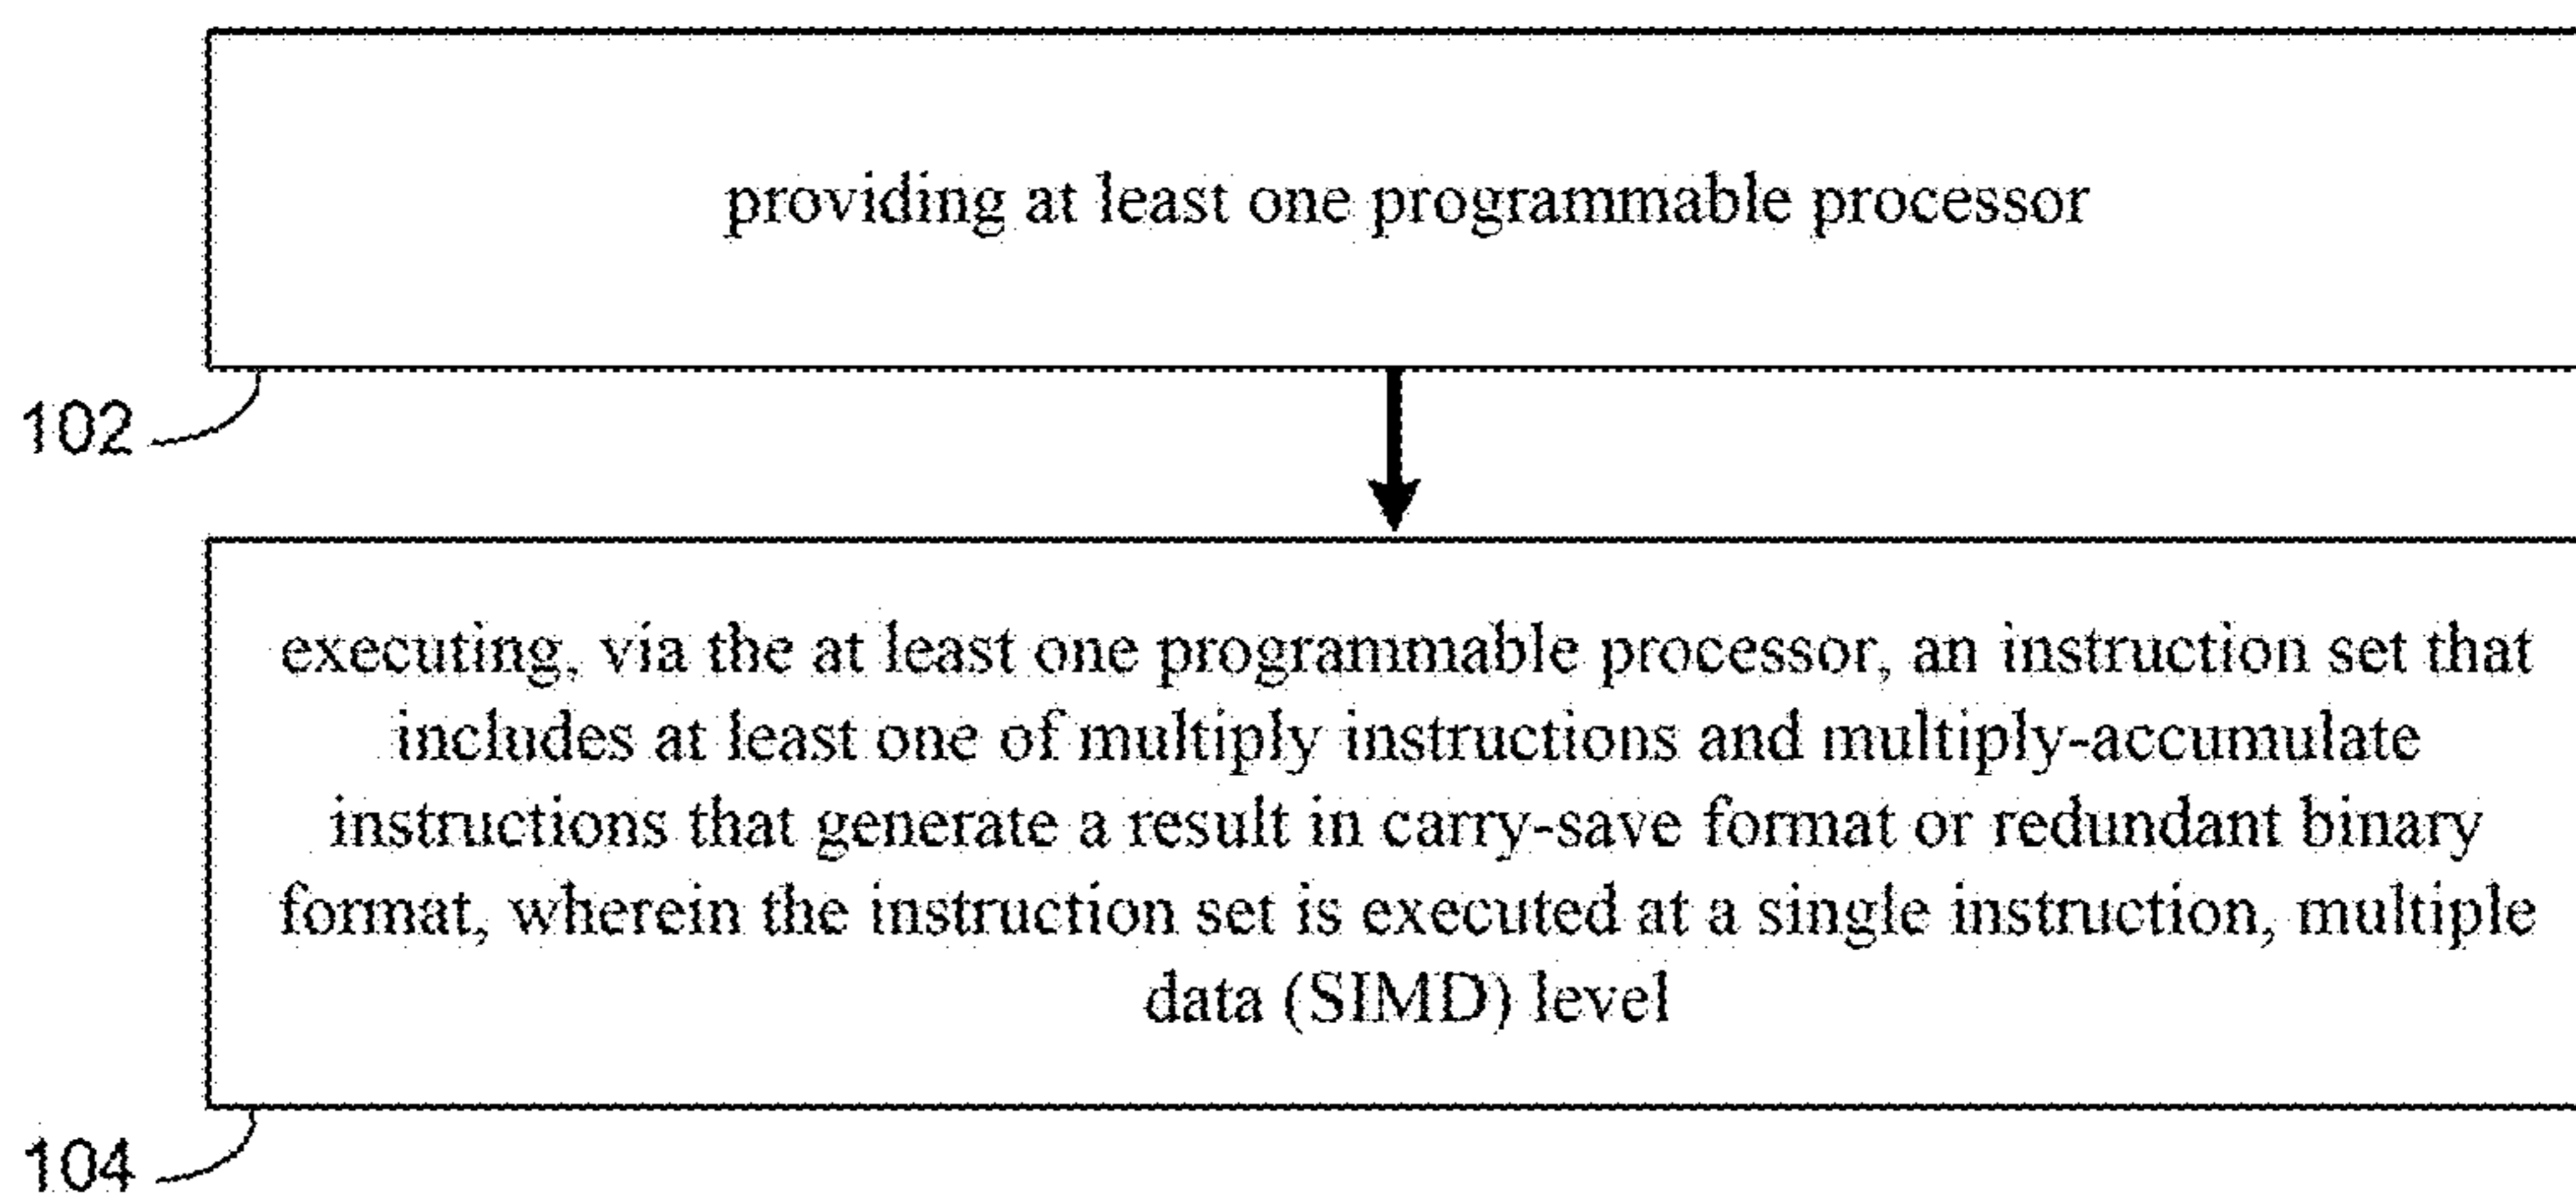 providing at least one programmable processor
102
executing, via the at least one programmable processor, an instruction set that
includes at least one of multiply instructions and multiply-accumulate
instructions that generate a result in carry-save format or redundant binary
format, wherein the instruction set is executed at a single instruction, multiple
data (SIMD) level
104